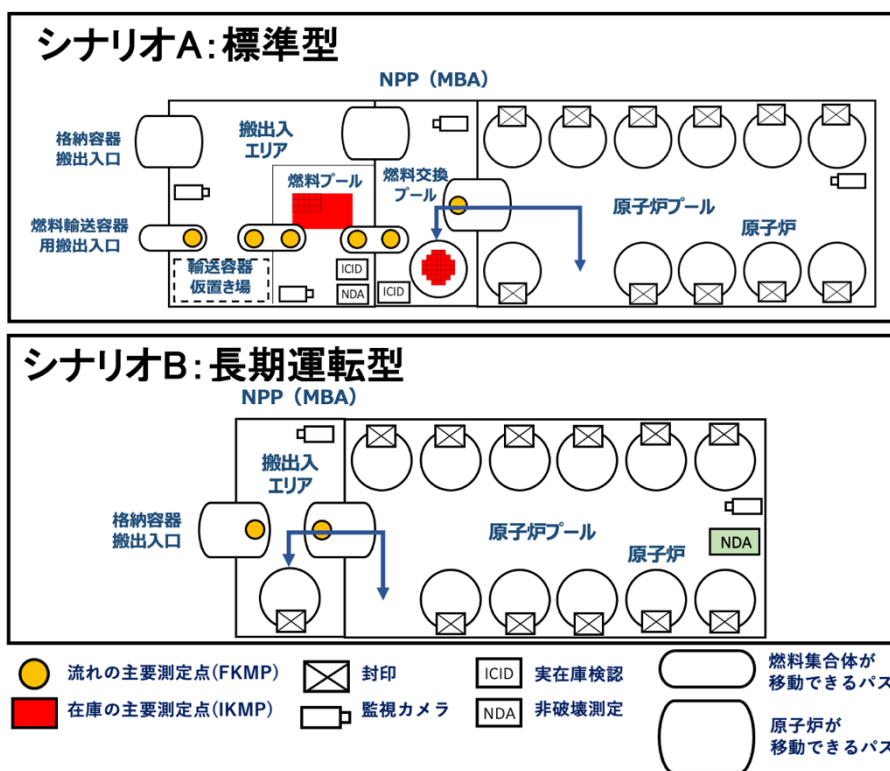 シナリオA:標準型
NPP（MBA）
格納容器
搬出入口
搬出入
エリア
燃料プール
燃料交換
プール
原子炉プール
原子炉
燃料輸送容器
用搬出入口
輸送容器
仮置き場
ICID
NDA
ICID
シナリオB:長期運転型
NPP（MBA）
搬出入
エリア
格納容器
搬出入口
原子炉プール
原子炉
NDA
流れの主要測定点(FKMP)
封印
ICID
実在庫検認
燃料集合体が
移動できるパス
在庫の主要測定点(IKMP)
監視カメラ
NDA
非破壊測定
原子炉が
移動できるパス